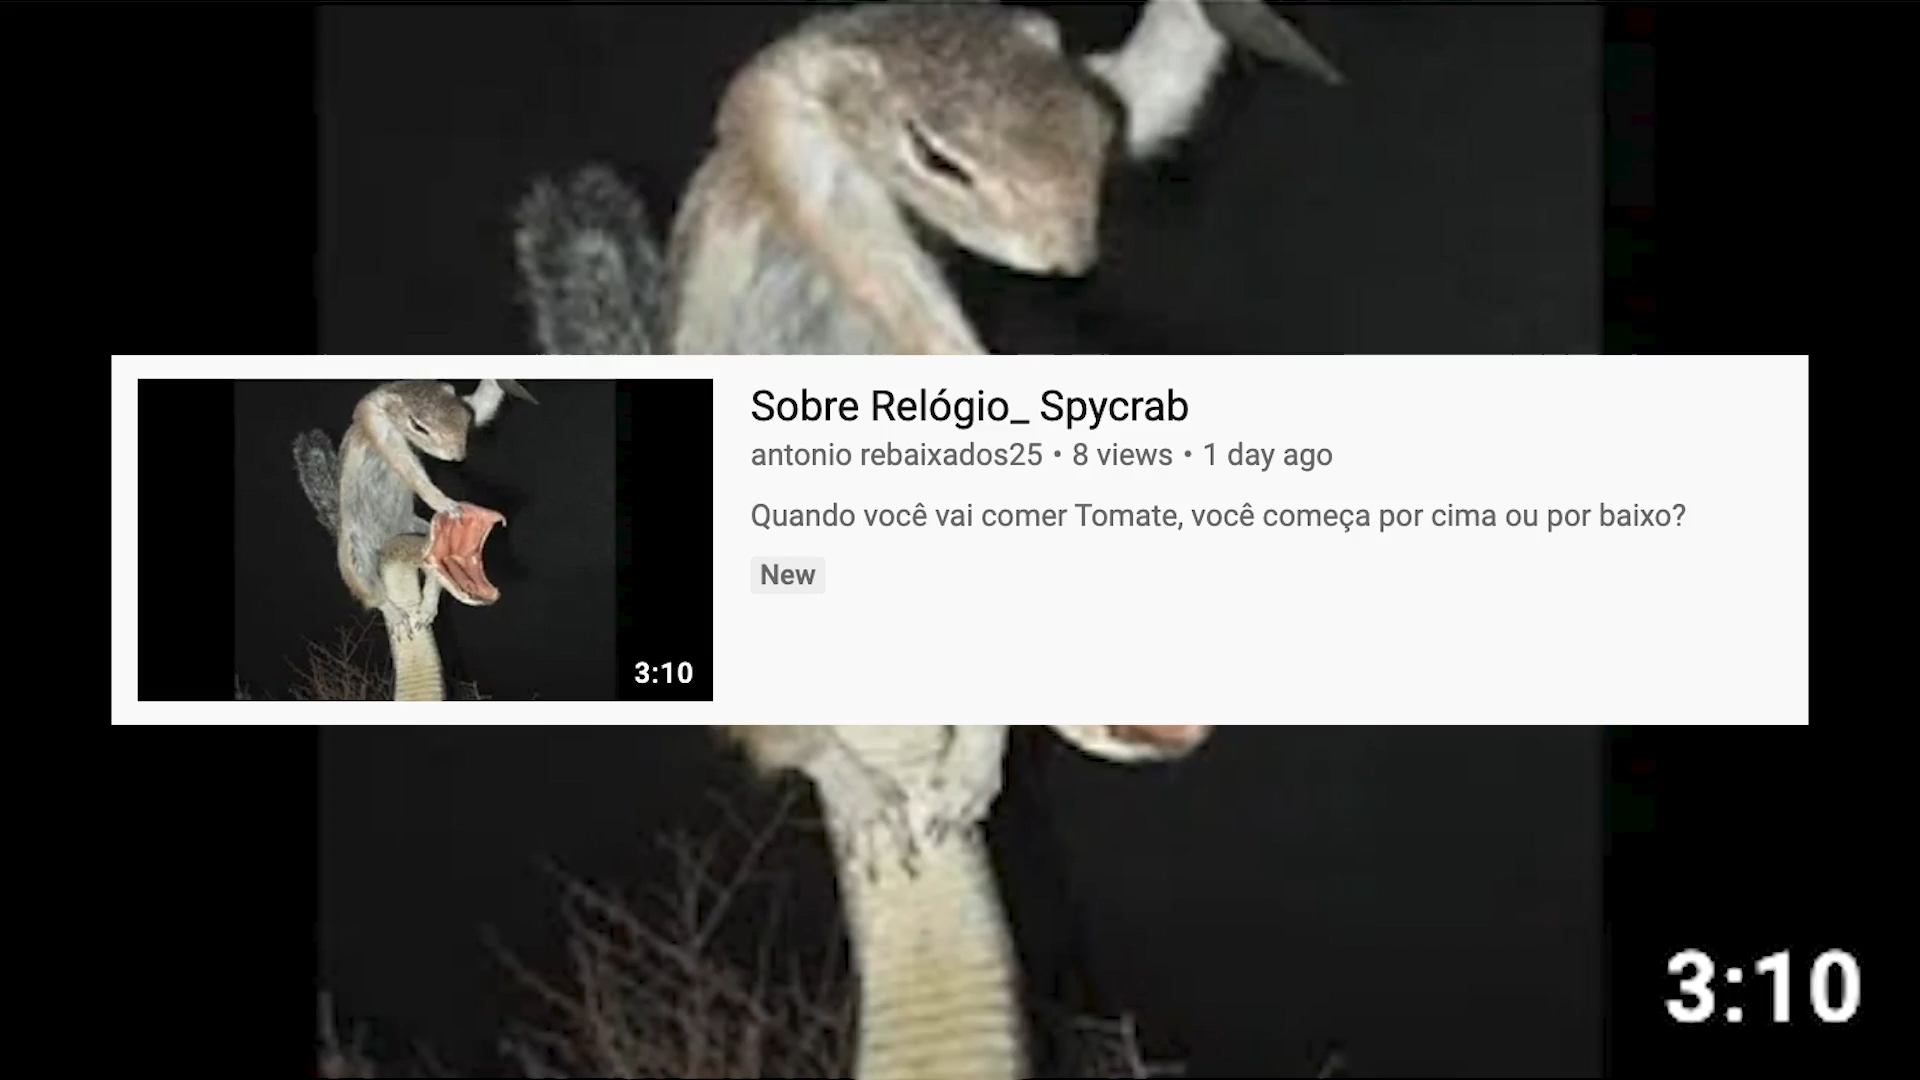 Sobre Relógio_ Spycrab
antonio rebaixados25 • 8 views • 1 day ago
Quando você vai comer Tomate, você começa por cima ou por baixo?
New
3:10
3:10